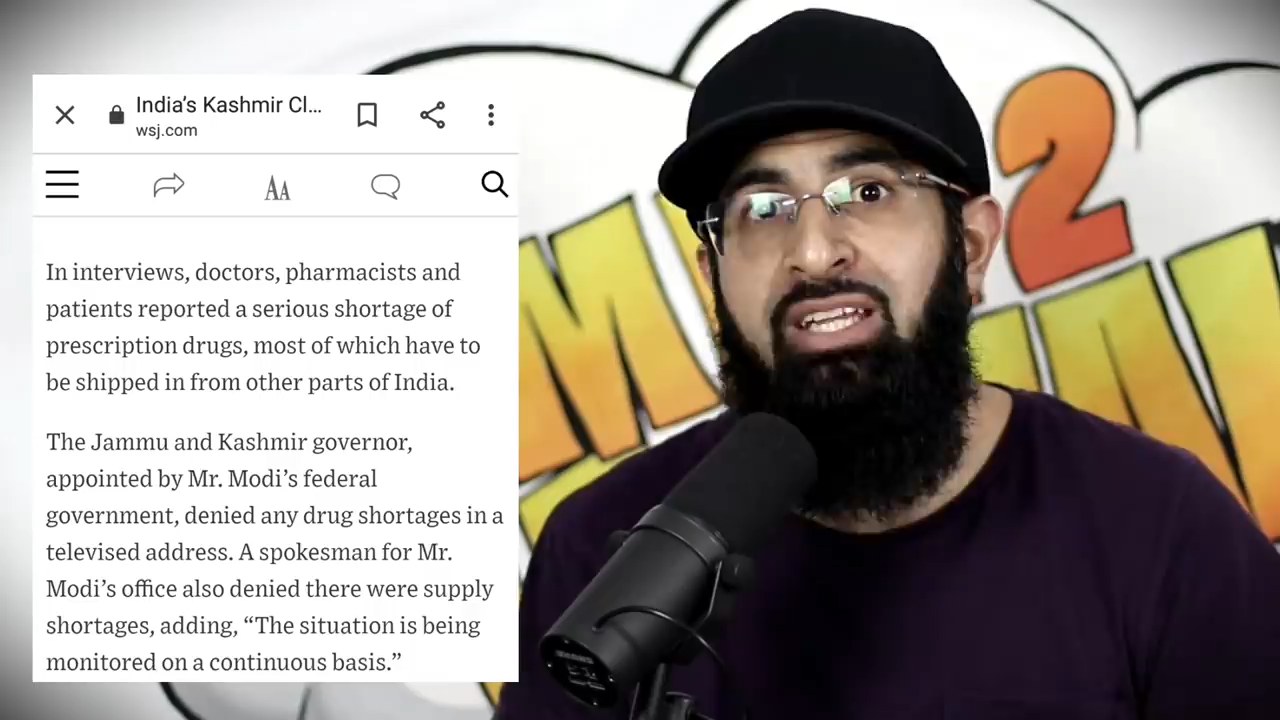 India's Kashmir Cl...
wsj.com
AA
In interviews, doctors, pharmacists and
patients reported a serious shortage of
prescription drugs, most of which have to
be shipped in from other parts of India.
The Jammu and Kashmir governor,
appointed by Mr. Modi’s federal
government, denied any drug shortages in a
televised address. A spokesman for Mr.
Modi’s office also denied there were supply
shortages, adding, “The situation is being
monitored on a continuous basis.”
2